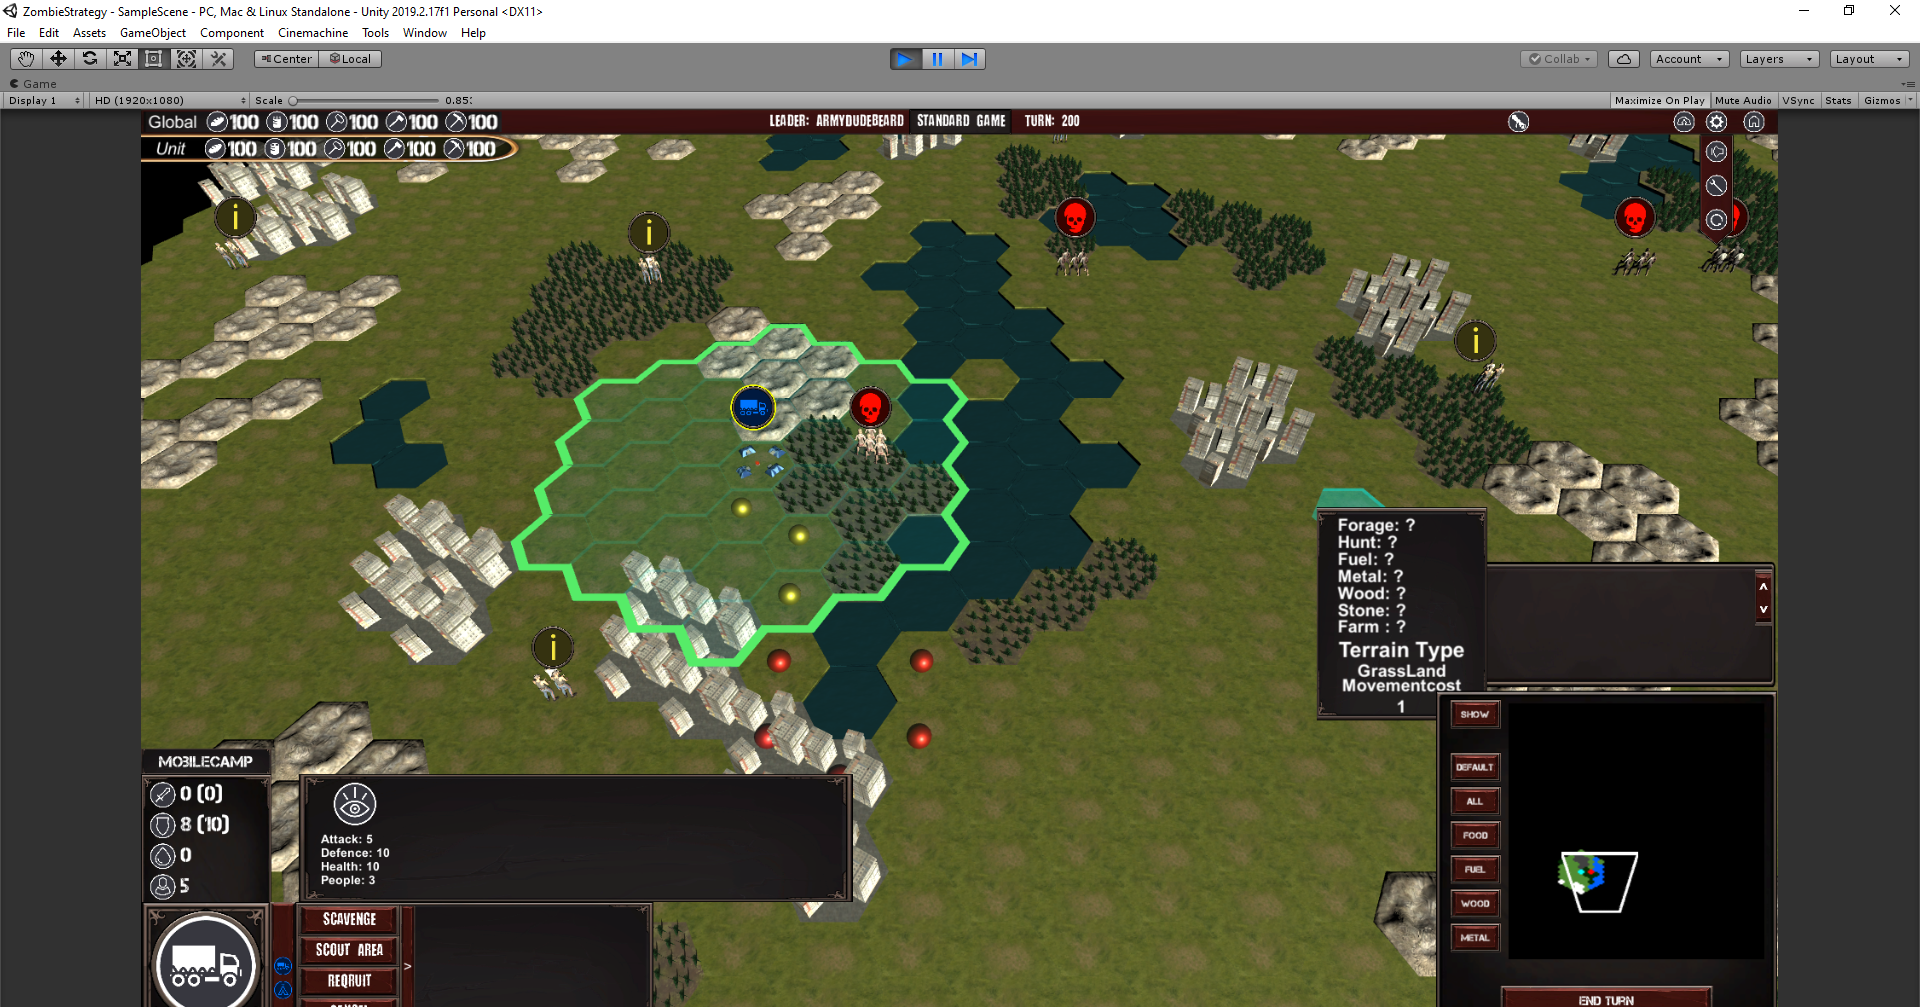 ZombieStrategy - SampleScene - PC, Mac & Linux Standalone - Unity 2019.2.17f1 Personal <DX11>
File Edit Assets GameObject Component Cinemachine Tools Window Help
Center Local Collab Account Layers Layout
Game
Display 1 HD (1920x1080) Scale 0.85: Maximize On Play Mute Audio VSync Stats Gizmos
Global 100 100 100 100 100 LEADER: ARMYDUDEBEARD STANDARD GAME TURN: 200
Unit 100 100 100 100 100
i
i
i
i
Forage: ?
Hunt: ?
Fuel: ?
Metal: ?
Wood: ?
Stone: ?
Farm : ?
Terrain Type
GrassLand
Movementcost
1
SHOW
DEFAULT
ALL
FOOD
FUEL
WOOD
METAL
END TURN
MOBILECAMP
0 (0)
8 (10)
0
5
Attack: 5
Defence: 10
Health: 10
People: 3
SCAVENGE
SCOUT AREA
REQRUIT
>